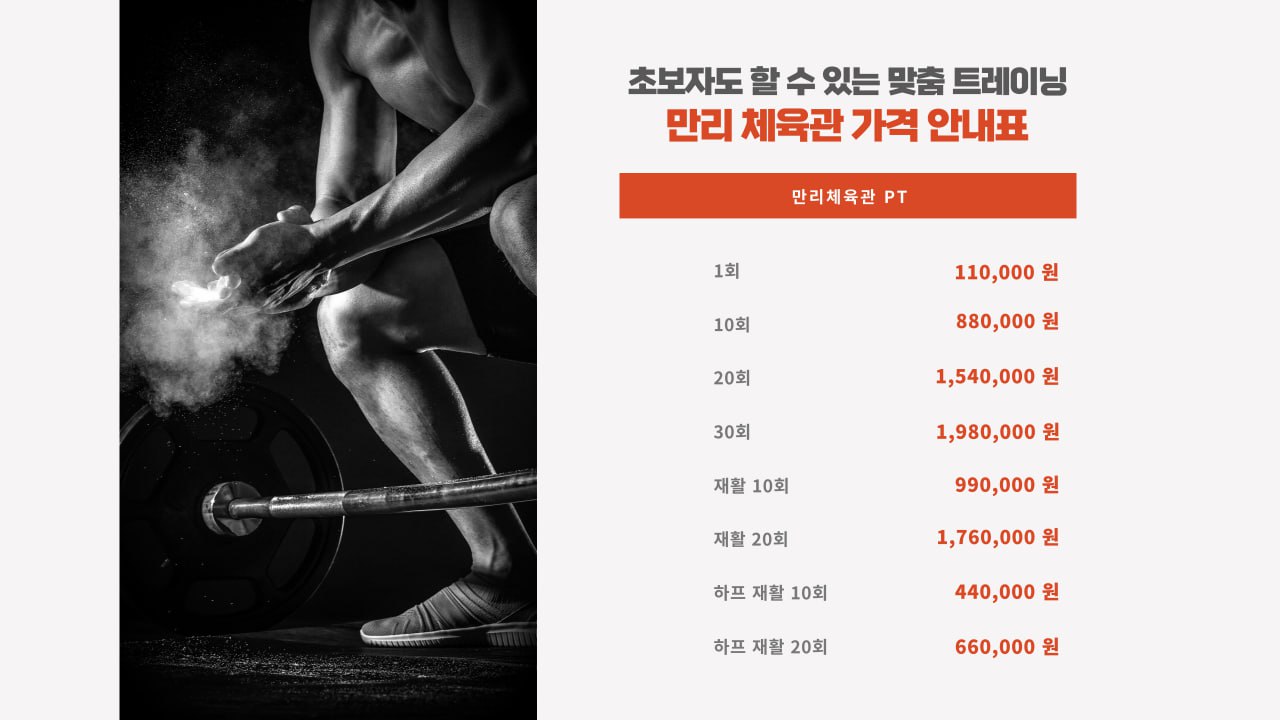 초보자도 할 수 있는 맞춤 트레이닝
만리 체육관 가격 안내표
만리체육관 PT
1회 110,000 원
10회 880,000 원
20회 1,540,000 원
30회 1,980,000 원
재활 10회 990,000 원
재활 20회 1,760,000 원
하프 재활 10회 440,000 원
하프 재활 20회 660,000 원